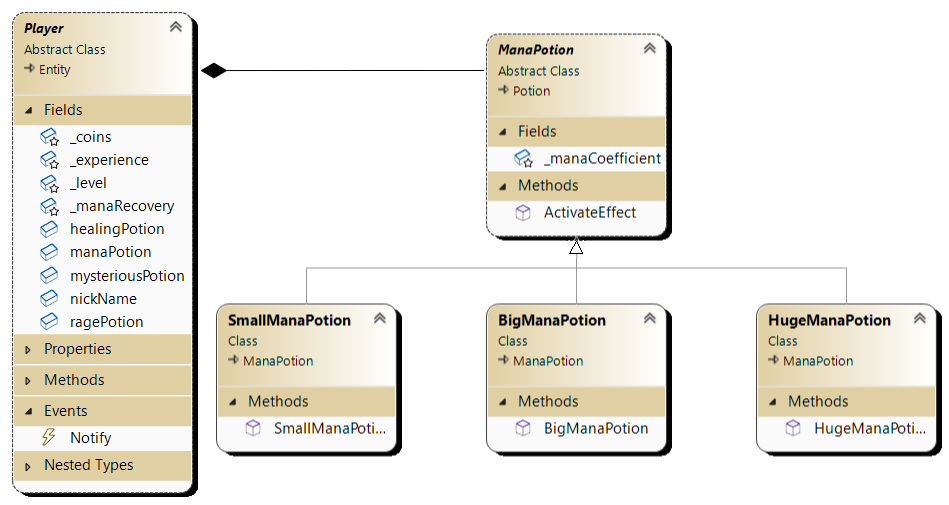 Player
Abstract Class
Entity
Fields
_coins
_experience
_level
_manaRecovery
healingPotion
manaPotion
mysteriousPotion
nickName
ragePotion
Properties
Methods
Events
Notify
Nested Types
ManaPotion
Abstract Class
Potion
Fields
_manaCoefficient
Methods
ActivateEffect
SmallManaPotion
Class
ManaPotion
Methods
SmallManaPoti...
BigManaPotion
Class
ManaPotion
Methods
BigManaPotion
HugeManaPotion
Class
ManaPotion
Methods
HugeManaPoti...